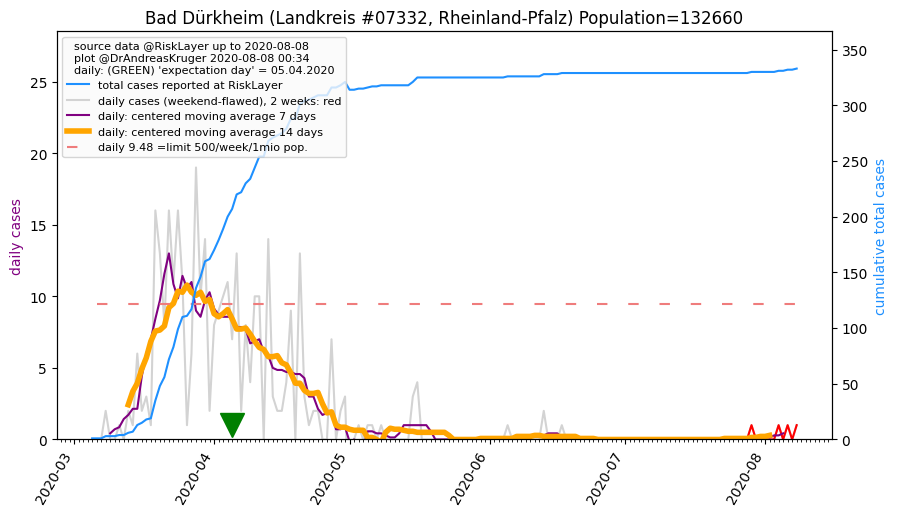 Bad Dürkheim (Landkreis #07332, Rheinland-Pfalz) Population=132660
source data @RiskLayer up to 2020-08-08
plot @DrAndreasKruger 2020-08-08 00:34
daily: (GREEN) 'expectation day' = 05.04.2020
total cases reported at RiskLayer
daily cases (weekend-flawed), 2 weeks: red
daily: centered moving average 7 days
daily: centered moving average 14 days
daily 9.48 =limit 500/week/1mio pop.
daily cases
25
20
15
10
5
0
350
300
250
200
150
100
50
0
cumulative total cases
2020-03
2020-04
2020-05
2020-06
2020-07
2020-08